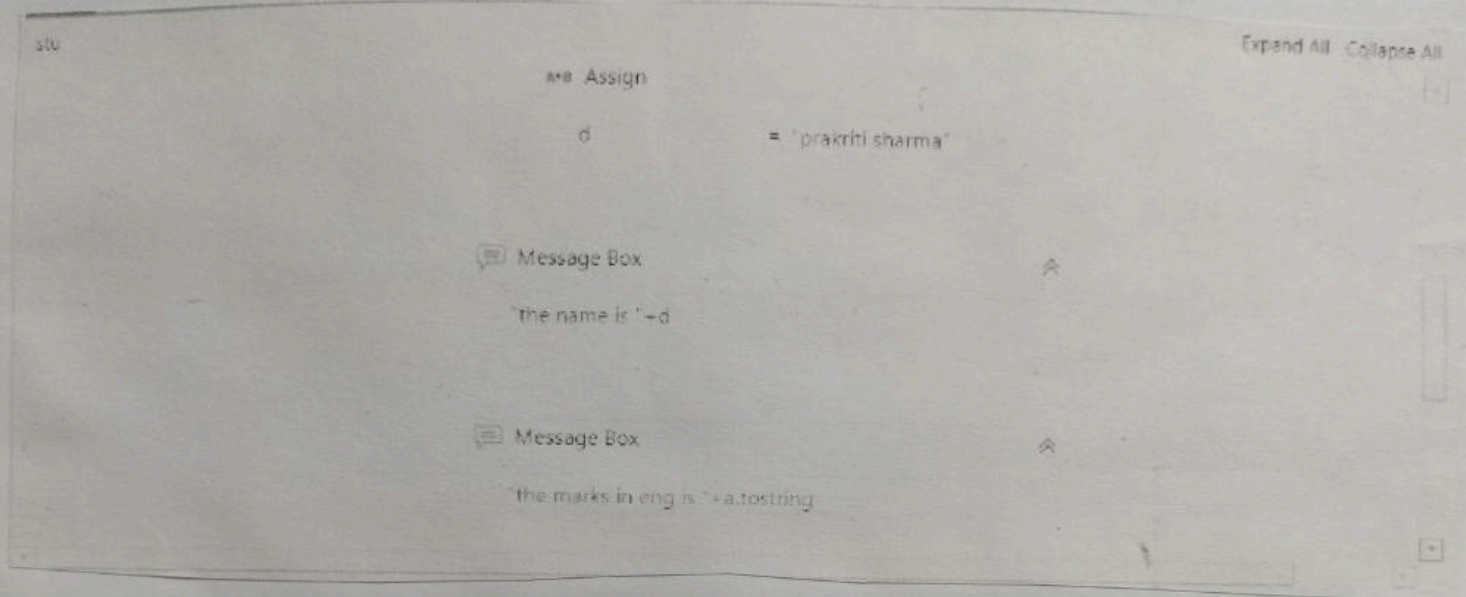 stu
Expand All Collapse All
A+B Assign
d = "prakriti sharma"
Message Box
"the name is "+d
Message Box
"the marks in eng is "+a.tostring